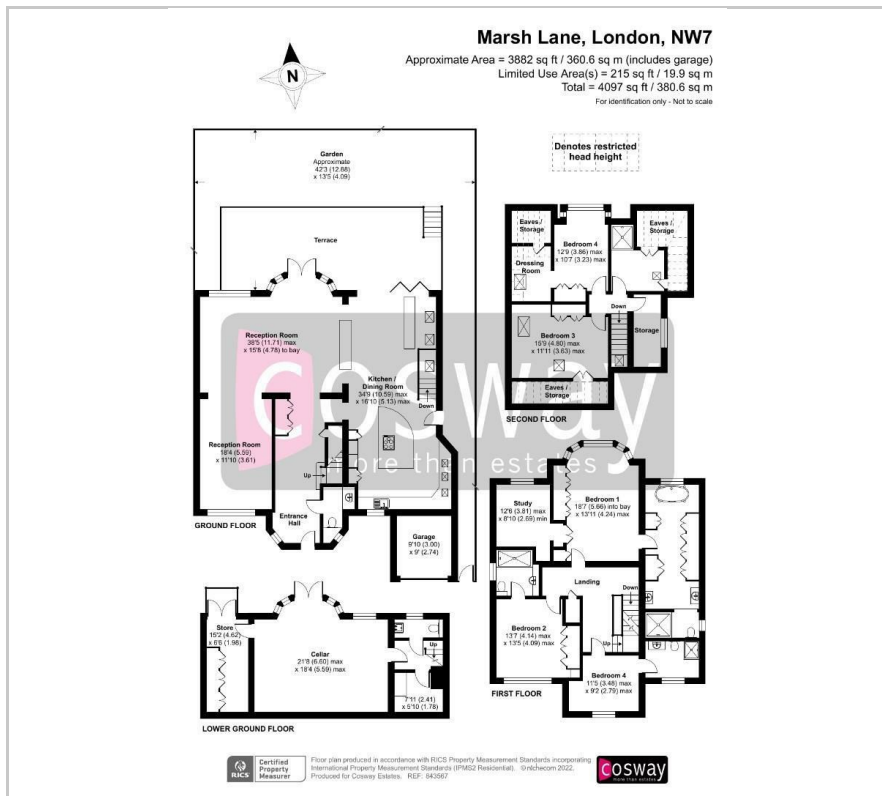 Marsh Lane, London, NW7
Approximate Area = 3882 sq ft / 360.6 sq m (includes garage)
Limited Use Area(s) = 215 sq ft / 19.9 sq m
Total = 4097 sq ft / 380.6 sq m
For identification only - Not to scale
N
Denotes restricted
head height
Garden
Approximate
42'3 (12.88)
x 13'5 (4.09)
Terrace
Reception Room
38'5 (11.71) max
x 15'8 (4.78) to bay
Kitchen /
Dining Room
34'9 (10.59) max
x 16'10 (5.13) max
Down
Reception Room
18'4 (5.59)
x 11'10 (3.61)
Up
Entrance
Hall
GROUND FLOOR
Garage
9'10 (3.00)
x 9' (2.74)
Eaves /
Storage
Bedroom 4
12'9 (3.86) max
x 10'7 (3.23) max
Eaves /
Storage
Dressing
Room
Down
Storage
Bedroom 3
15'9 (4.80) max
x 11'11 (3.63) max
Eaves /
Storage
SECOND FLOOR
cosway
more than estates
Study
12'6 (3.81) max
x 8'10 (2.69) min
Bedroom 1
18'7 (5.66) into bay
x 13'11 (4.24) max
Landing
Down
Up
Bedroom 2
13'7 (4.14) max
x 13'5 (4.09) max
Bedroom 4
11'5 (3.48) max
x 9'2 (2.79) max
FIRST FLOOR
Store
15'2 (4.62)
x 6'6 (1.98)
Cellar
21'8 (6.60) max
x 18'4 (5.59) max
Up
7'11 (2.41)
x 5'10 (1.78)
LOWER GROUND FLOOR
RICS
Certified
Property
Measurer
Floor plan produced in accordance with RICS Property Measurement Standards incorporating
International Property Measurement Standards (IPMS2 Residential). © nichecom 2022.
Produced for Cosway Estates. REF: 843567
cosway
more than estates